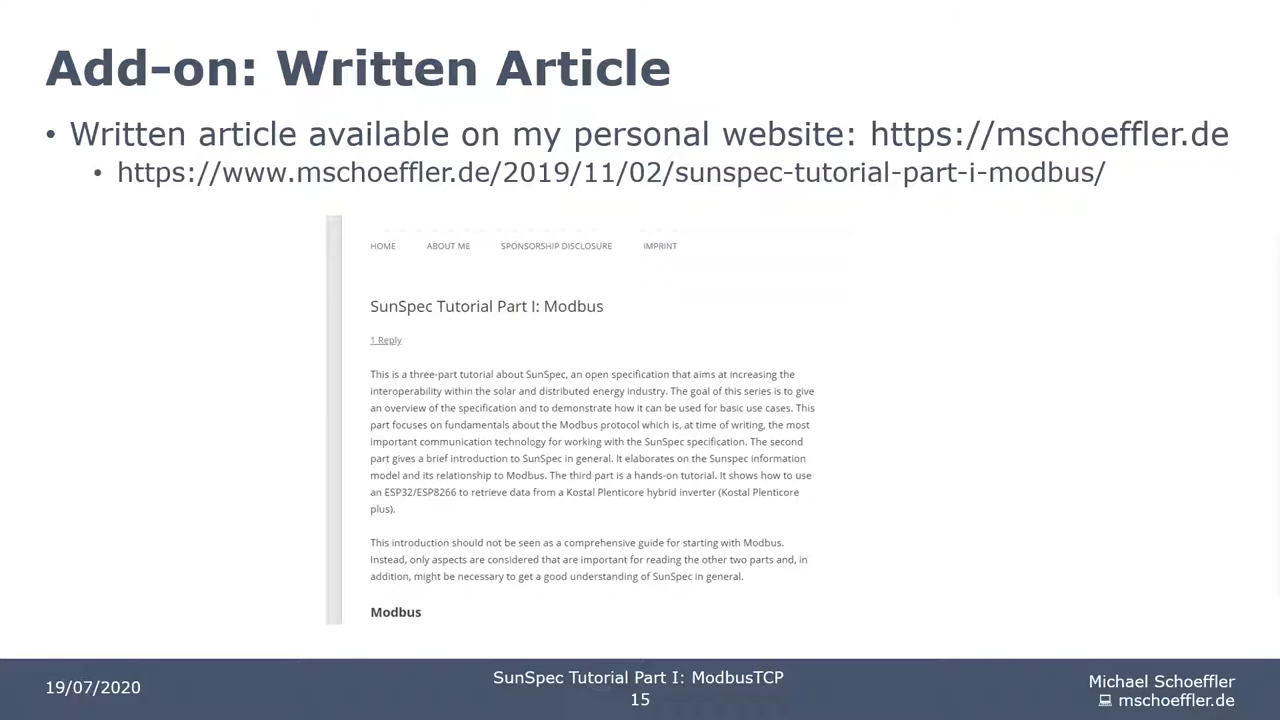 Add-on: Written Article
• Written article available on my personal website: https://mschoeffler.de
• https://www.mschoeffler.de/2019/11/02/sunspec-tutorial-part-i-modbus/
HOME ABOUT ME SPONSORSHIP DISCLOSURE IMPRINT
SunSpec Tutorial Part I: Modbus
1 Reply
This is a three-part tutorial about SunSpec, an open specification that aims at increasing the
interoperability within the solar and distributed energy industry. The goal of this series is to give
an overview of the specification and to demonstrate how it can be used for basic use cases. This
part focuses on fundamentals about the Modbus protocol which is, at time of writing, the most
important communication technology for working with the SunSpec specification. The second
part gives a brief introduction to SunSpec in general. It elaborates on the Sunspec information
model and its relationship to Modbus. The third part is a hands-on tutorial. It shows how to use
an ESP32/ESP8266 to retrieve data from a Kostal Plenticore hybrid inverter (Kostal Plenticore
plus).
This introduction should not be seen as a comprehensive guide for starting with Modbus.
Instead, only aspects are considered that are important for reading the other two parts and, in
addition, might be necessary to get a good understanding of SunSpec in general.
Modbus
19/07/2020
SunSpec Tutorial Part I: ModbusTCP
15
Michael Schoeffler
mschoeffler.de